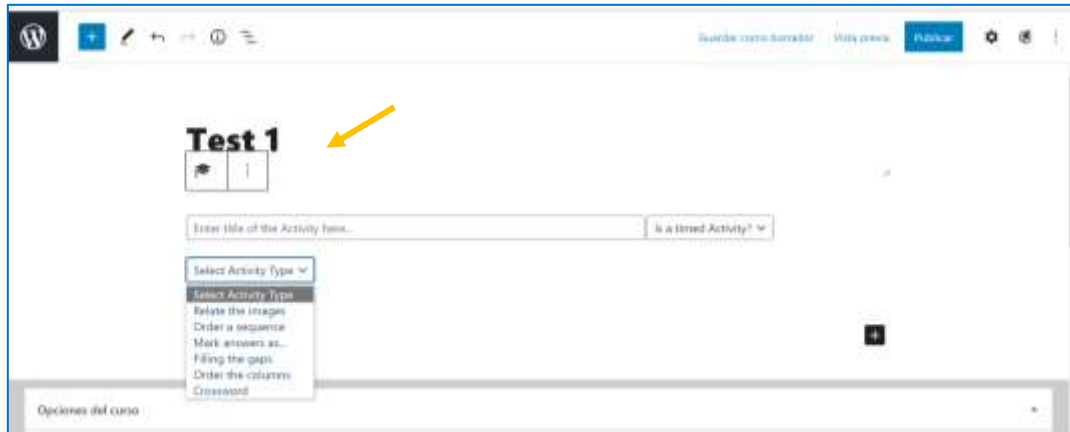 Guardar como borrador Vista previa Publicar
Test 1
Enter title of the Activity here... Is a timed Activity?
Select Activity Type
Select Activity Type
Relate the images
Order a sequence
Mark answers as...
Filling the gaps
Order the columns
Crossword
Opciones del curso